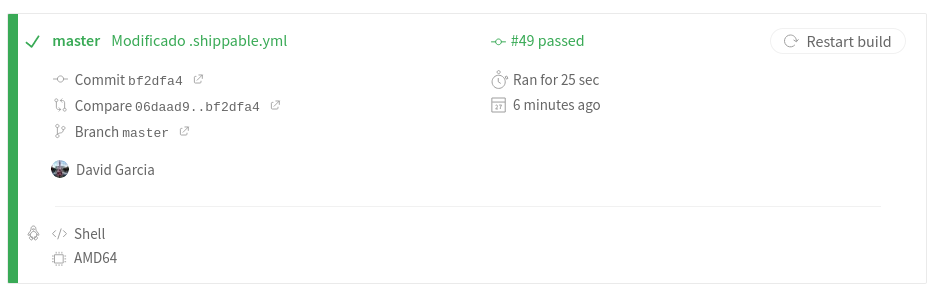 master Modificado .shippable.yml
#49 passed
Restart build
Commit bf2dfa4
Ran for 25 sec
Compare 06daad9..bf2dfa4
27 6 minutes ago
Branch master
David Garcia
</> Shell
AMD64